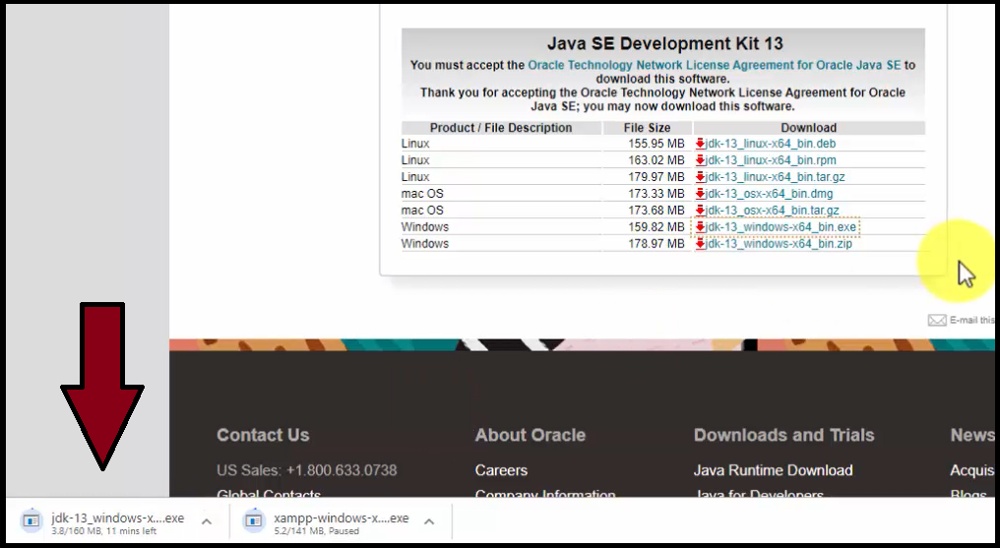 Java SE Development Kit 13
You must accept the Oracle Technology Network License Agreement for Oracle Java SE to
download this software.
Thank you for accepting the Oracle Technology Network License Agreement for Oracle
Java SE; you may now download this software.
Product / File Description File Size Download
Linux 155.95 MB jdk-13_linux-x64_bin.deb
Linux 163.02 MB jdk-13_linux-x64_bin.rpm
Linux 179.97 MB jdk-13_linux-x64_bin.tar.gz
mac OS 173.33 MB jdk-13_osx-x64_bin.dmg
mac OS 173.68 MB jdk-13_osx-x64_bin.tar.gz
Windows 159.82 MB jdk-13_windows-x64_bin.exe
Windows 178.97 MB jdk-13_windows-x64_bin.zip
E-mail this
Contact Us About Oracle Downloads and Trials News
US Sales: +1.800.633.0738 Careers Java Runtime Download Acquis
Global Contacts Company Information Java for Developers Blogs
jdk-13_windows-x....exe xampp-windows-x....exe
3.8/160 MB, 11 mins left 5.2/141 MB, Paused